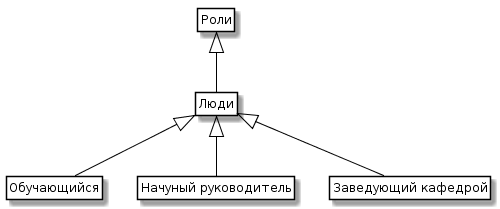 Роли
Люди
Обучающийся
Начуный руководитель
Заведующий кафедрой